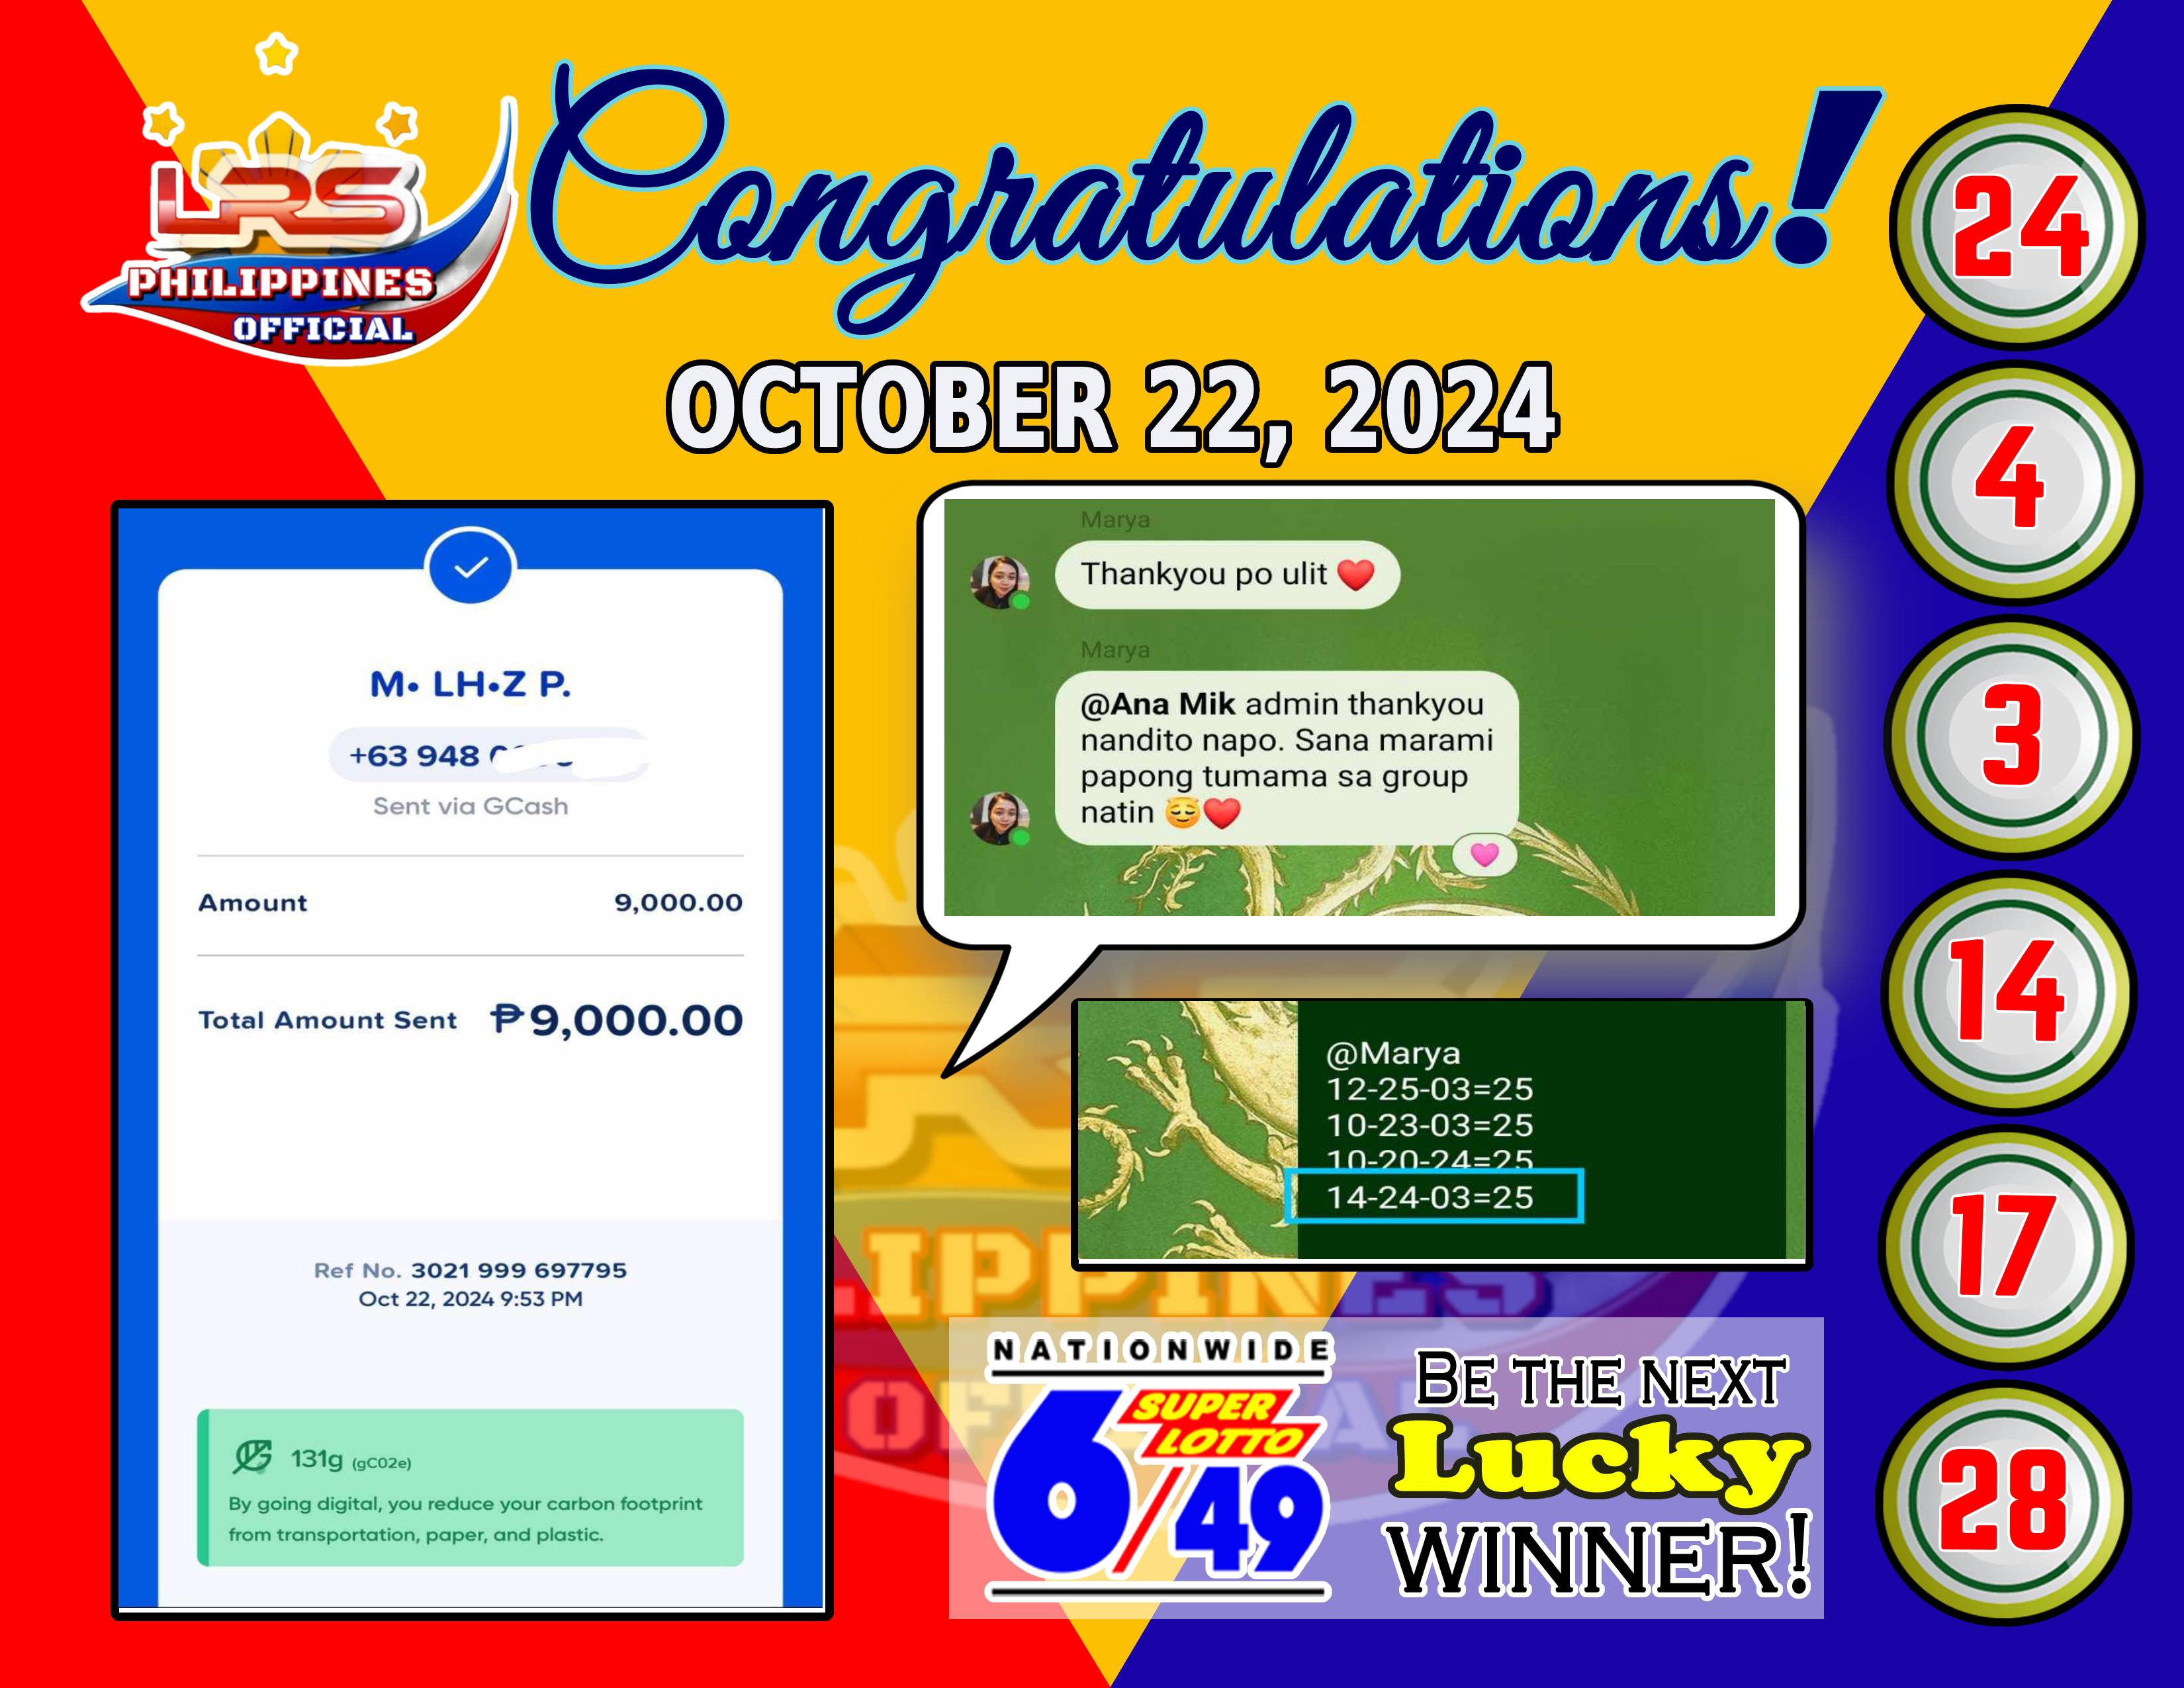 LRS
PHILIPPINES
OFFICIAL
Congratulations!
OCTOBER 22, 2024
M• LH•Z P.
+63 948
Sent via GCash
Amount 9,000.00
Total Amount Sent ₱9,000.00
Ref No. 3021 999 697795
Oct 22, 2024 9:53 PM
131g (gCO2e)
By going digital, you reduce your carbon footprint
from transportation, paper, and plastic.
Marya
Thankyou po ulit ❤️
Marya
@Ana Mik admin thankyou
nandito napo. Sana marami
papong tumama sa group
natin 😇❤️
@Marya
12-25-03=25
10-23-03=25
10-20-24=25
14-24-03=25
NATIONWIDE
SUPER
LOTTO
6/49
BE THE NEXT
Lucky
WINNER!
24
4
3
14
17
28